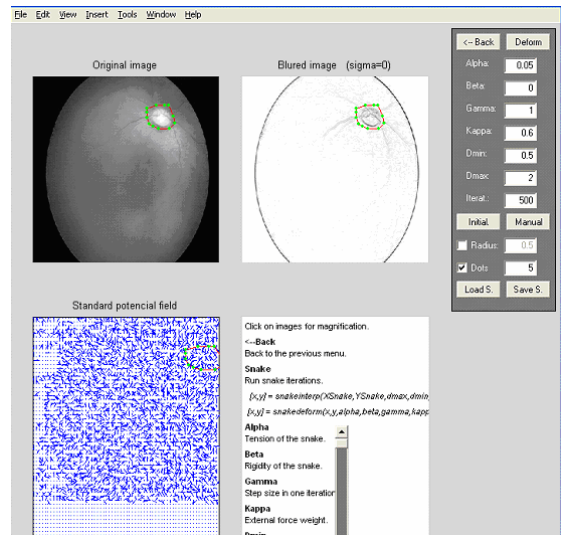 File Edit View Insert Tools Window Help
Original image
Blured image (sigma=0)
<-- Back Deform
Alpha: 0.05
Beta: 0
Gamma: 1
Kappa: 0.6
Dmin: 0.5
Dmax: 2
Iterat.: 500
Initial. Manual
Radius: 0.5
Dots 5
Load S. Save S.
Standard potencial field
Click on images for magnification.
<--Back
Back to the previous menu.
Snake
Run snake iterations.
[x,y] = snakeinterp(XSnake,YSnake,dmax,dmin,
[x,y] = snakedeform(x,y,alpha,beta,gamma,kapp
Alpha
Tension of the snake.
Beta
Rigidity of the snake.
Gamma
Step size in one iteration
Kappa
External force weight.